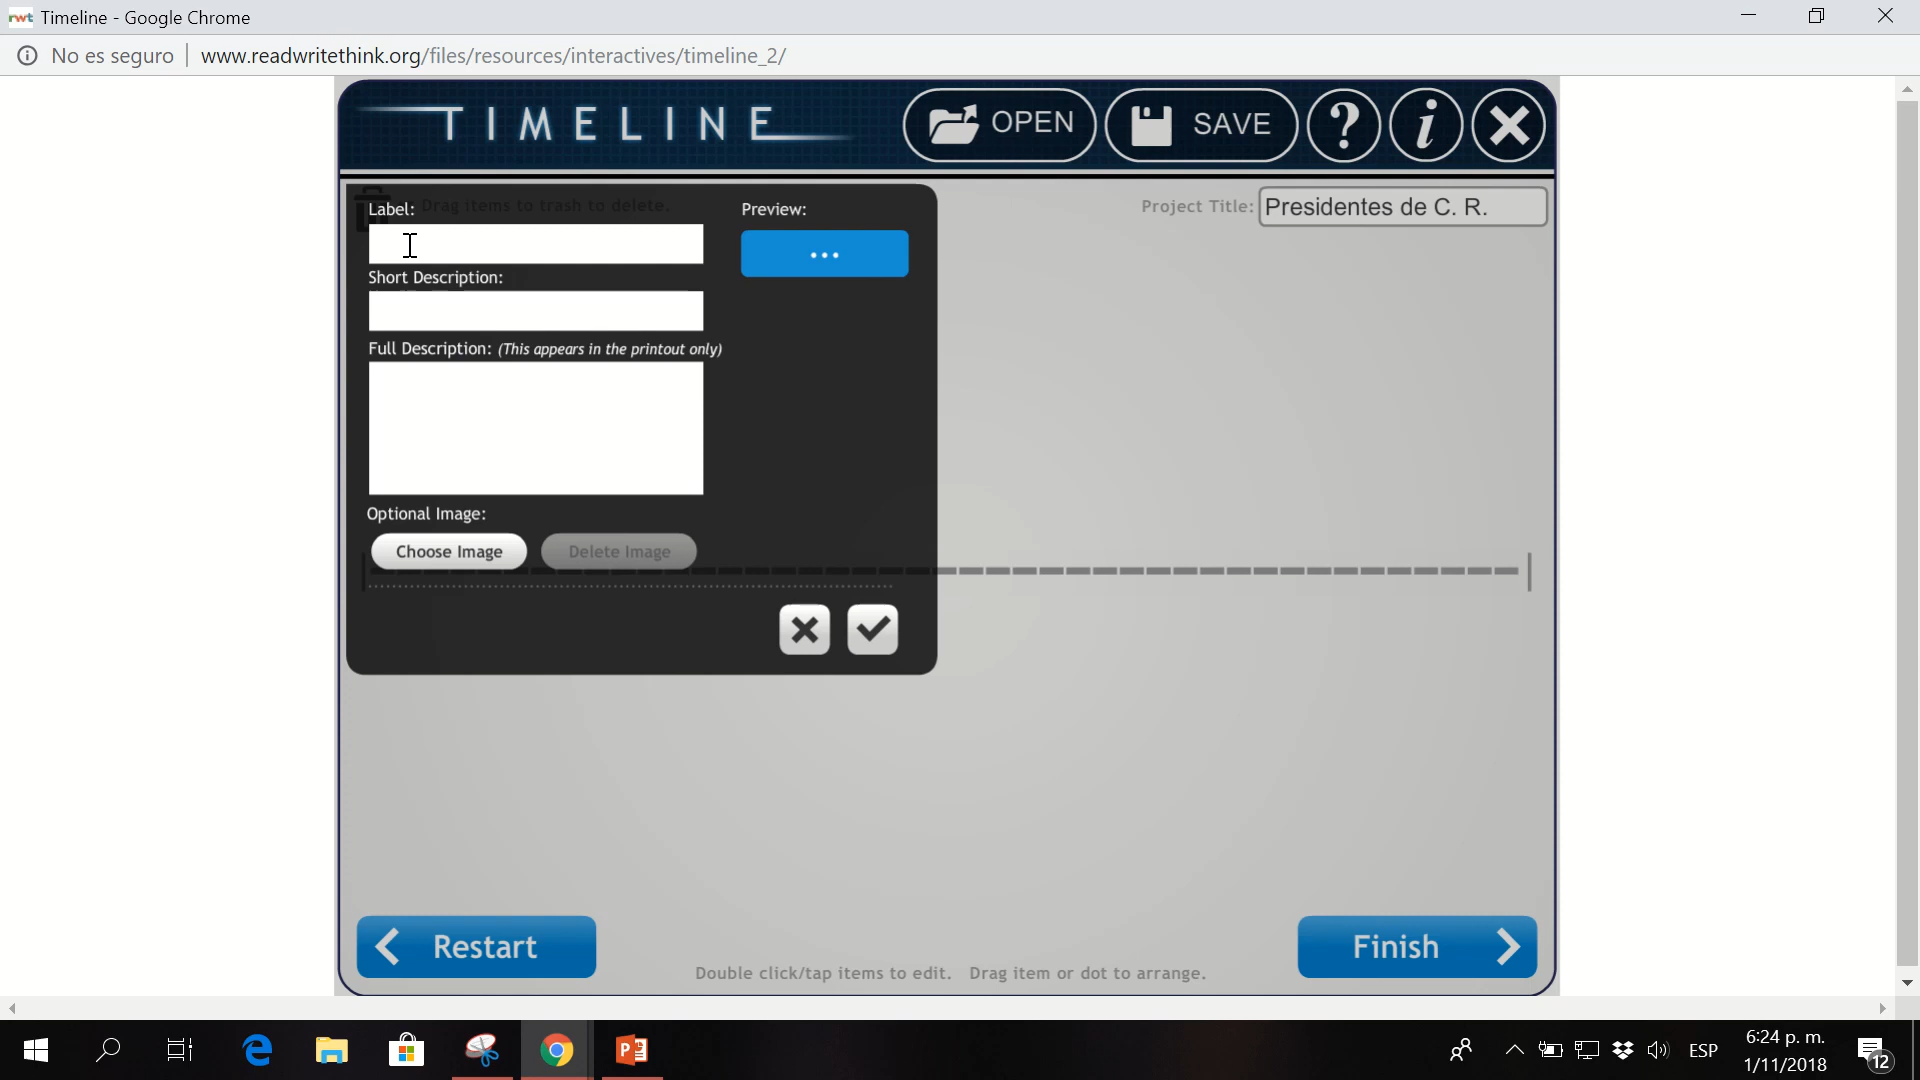 rwt Timeline - Google Chrome
No es seguro www.readwritethink.org/files/resources/interactives/timeline_2/
TIMELINE OPEN SAVE ? i
Drag items to trash to delete.
Project Title: Presidentes de C. R.
Label:
Preview:
...
Short Description:
Full Description: (This appears in the printout only)
Optional Image:
Choose Image Delete Image
Restart
Finish
Double click/tap items to edit. Drag item or dot to arrange.
ESP
6:24 p. m.
1/11/2018
12